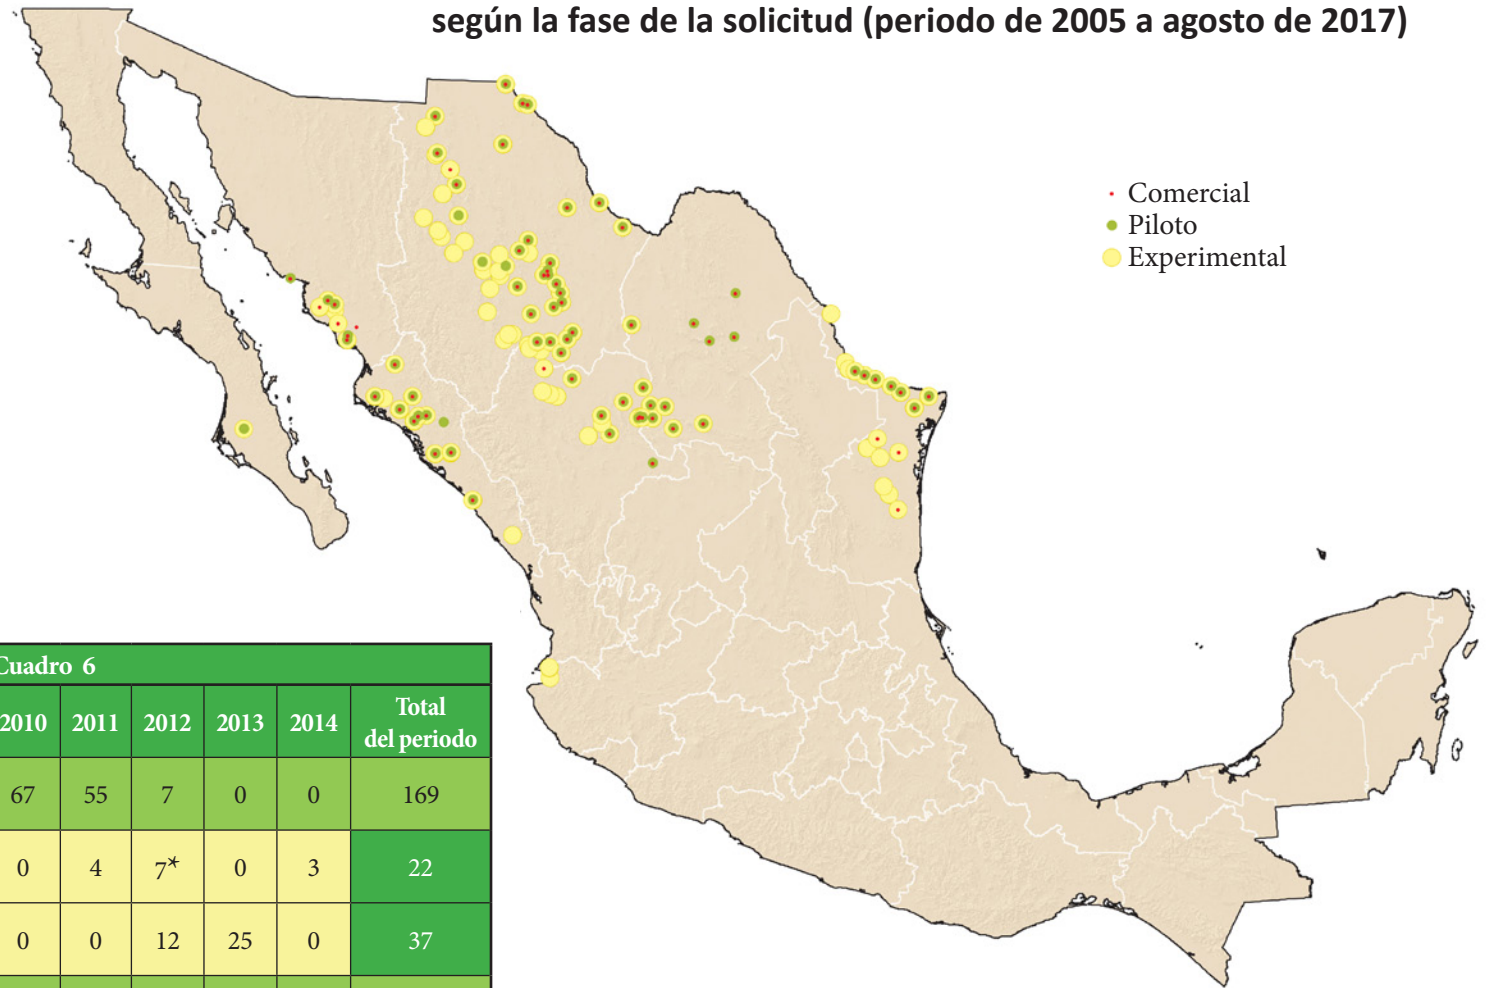 según la fase de la solicitud (periodo de 2005 a agosto de 2017)
Comercial
Piloto
Experimental
Cuadro 6
2010 2011 2012 2013 2014 Total del periodo
67 55 7 0 0 169
0 4 7* 0 3 22
0 0 12 25 0 37